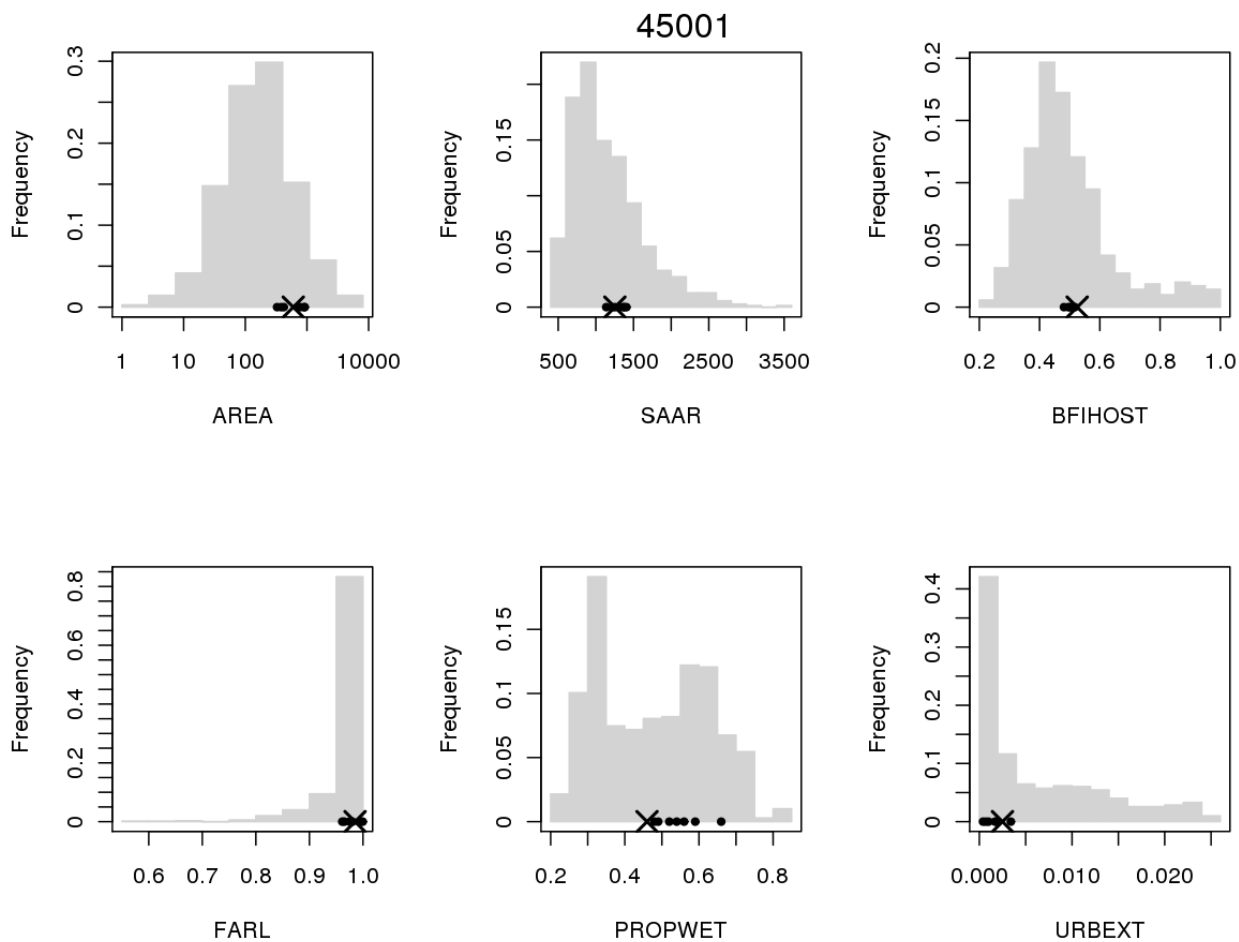 45001
Frequency
0 0.1 0.2 0.3
1 10 100 10000
AREA
Frequency
0 0.05 0.15
500 1500 2500 3500
SAAR
Frequency
0 0.05 0.1 0.15 0.2
0.2 0.4 0.6 0.8 1.0
BFIHOST
Frequency
0 0.2 0.4 0.6 0.8
0.6 0.7 0.8 0.9 1.0
FARL
Frequency
0 0.05 0.1 0.15
0.2 0.4 0.6 0.8
PROPWET
Frequency
0 0.1 0.2 0.3 0.4
0.000 0.010 0.020
URBEXT